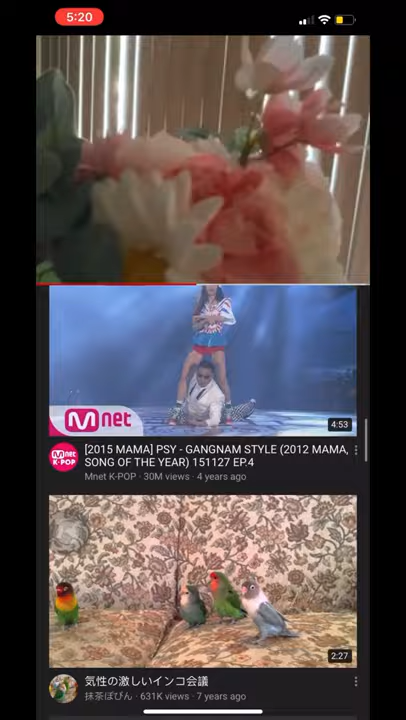 5:20
Mnet
4:53
Mnet
K-POP
[2015 MAMA] PSY - GANGNAM STYLE (2012 MAMA,
SONG OF THE YEAR) 151127 EP.4
Mnet K-POP · 30M views · 4 years ago
2:27
気性の激しいインコ会議
抹茶ぽぴん · 631K views · 7 years ago